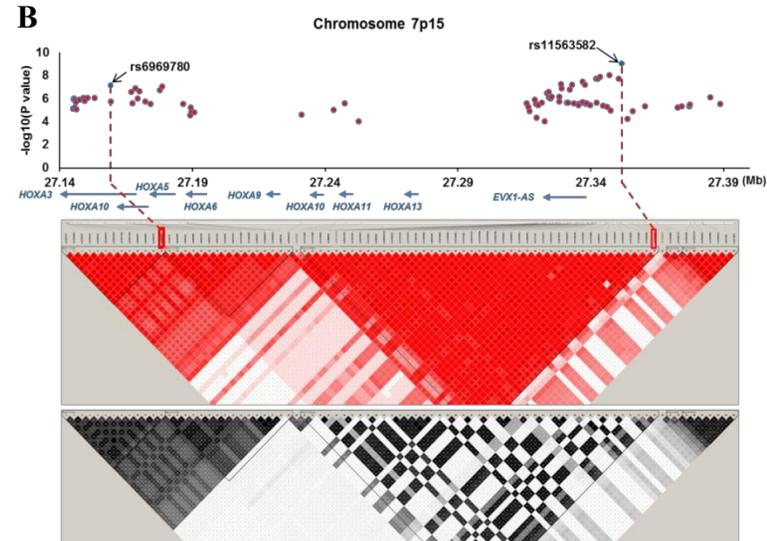 B
Chromosome 7p15
rs11563582
rs6969780
-log10(P value)
10
8
6
4
2
0
27.14 27.19 27.24 27.29 27.34 27.39 (Mb)
HOXA3 HOXA5 HOXA9 EVX1-AS
HOXA10 HOXA6 HOXA10 HOXA11 HOXA13